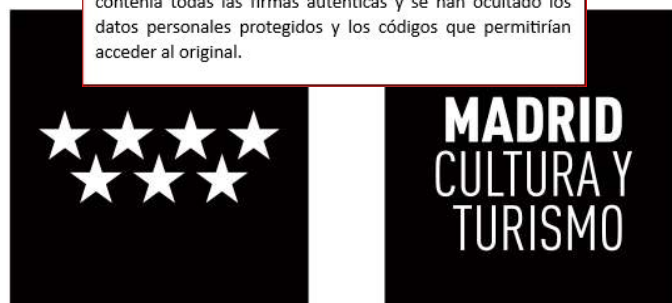 contenía todas las firmas auténticas y se han ocultado los
datos personales protegidos y los códigos que permitirían
acceder al original.
MADRID
CULTURA Y
TURISMO